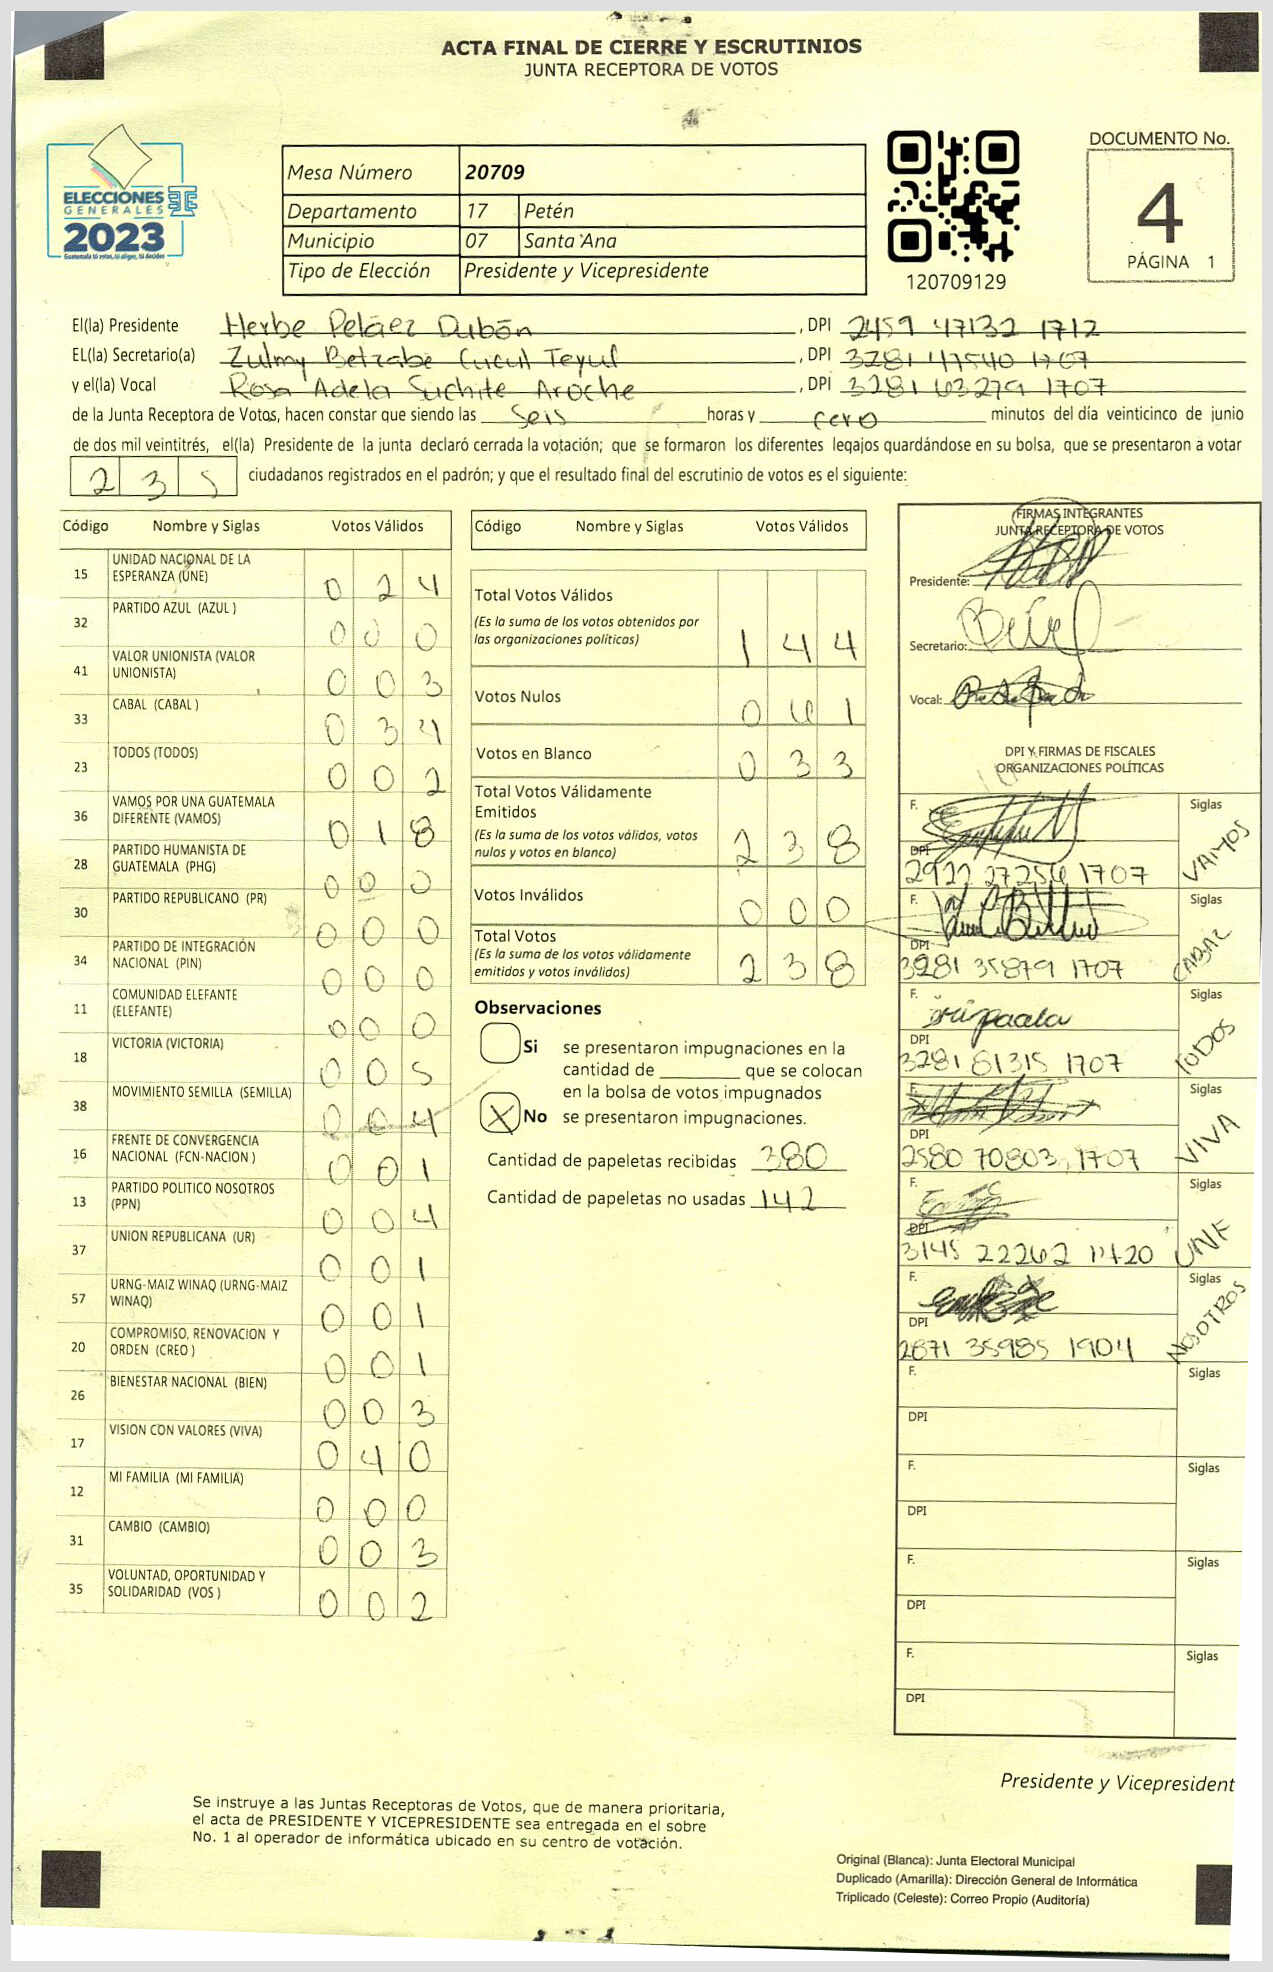 ACTA FINAL DE CIERRE Y ESCRUTINIOS
JUNTA RECEPTORA DE VOTOS
ELECCIONES
GENERALES
2023
Guatemala tú votas, tú eliges, tú decides
Mesa Número 20709
Departamento 17 Petén
Municipio 07 Santa Ana
Tipo de Elección Presidente y Vicepresidente
120709129
DOCUMENTO No.
4
PÁGINA 1
El(la) Presidente Herbe Peláez Dubón, DPI 2459 47132 1712
EL(la) Secretario(a) Zulmy Betzabe Cucul Teyul, DPI 3281 47540 1707
y el(la) Vocal Rosa Adela Suchite Aroche, DPI 3281 63279 1707
de la Junta Receptora de Votos, hacen constar que siendo las seis horas y cero minutos del día veinticinco de junio
de dos mil veintitrés, el(la) Presidente de la junta declaró cerrada la votación; que se formaron los diferentes legajos guardándose en su bolsa, que se presentaron a votar
235 ciudadanos registrados en el padrón; y que el resultado final del escrutinio de votos es el siguiente:
Código Nombre y Siglas Votos Válidos
15 UNIDAD NACIONAL DE LA ESPERANZA (UNE) 0 2 4
32 PARTIDO AZUL (AZUL ) 0 0 0
41 VALOR UNIONISTA (VALOR UNIONISTA) 0 0 3
33 CABAL (CABAL ) 0 3 4
23 TODOS (TODOS) 0 0 2
36 VAMOS POR UNA GUATEMALA DIFERENTE (VAMOS) 0 1 8
28 PARTIDO HUMANISTA DE GUATEMALA (PHG) 0 0 0
30 PARTIDO REPUBLICANO (PR) 0 0 0
34 PARTIDO DE INTEGRACIÓN NACIONAL (PIN) 0 0 0
11 COMUNIDAD ELEFANTE (ELEFANTE) 0 0 0
18 VICTORIA (VICTORIA) 0 0 5
38 MOVIMIENTO SEMILLA (SEMILLA) 0 0 4
16 FRENTE DE CONVERGENCIA NACIONAL (FCN-NACION ) 0 0 1
13 PARTIDO POLITICO NOSOTROS (PPN) 0 0 4
37 UNION REPUBLICANA (UR) 0 0 1
57 URNG-MAIZ WINAQ (URNG-MAIZ WINAQ) 0 0 1
20 COMPROMISO, RENOVACION Y ORDEN (CREO ) 0 0 1
26 BIENESTAR NACIONAL (BIEN) 0 0 3
17 VISION CON VALORES (VIVA) 0 4 0
12 MI FAMILIA (MI FAMILIA) 0 0 0
31 CAMBIO (CAMBIO) 0 0 3
35 VOLUNTAD, OPORTUNIDAD Y SOLIDARIDAD (VOS ) 0 0 2
Código Nombre y Siglas Votos Válidos
Total Votos Válidos
(Es la suma de los votos obtenidos por
las organizaciones políticas) 1 4 4
Votos Nulos 0 6 1
Votos en Blanco 0 3 3
Total Votos Válidamente
Emitidos
(Es la suma de los votos válidos, votos
nulos y votos en blanco) 2 3 8
Votos Inválidos 0 0 0
Total Votos
(Es la suma de los votos válidamente
emitidos y votos inválidos) 2 3 8
Observaciones
Si se presentaron impugnaciones en la
cantidad de ________ que se colocan
en la bolsa de votos impugnados
X No se presentaron impugnaciones.
Cantidad de papeletas recibidas 380
Cantidad de papeletas no usadas 142
FIRMAS INTEGRANTES
JUNTA RECEPTORA DE VOTOS
Presidente:
Secretario:
Vocal:
DPI Y FIRMAS DE FISCALES
ORGANIZACIONES POLÍTICAS
F. Siglas VAMOS
DPI
2922 27256 1707
F. Siglas CABAL
DPI
3281 35879 1707
F. Siglas TODOS
DPI
3281 81315 1707
F. Siglas VIVA
DPI
2580 70803 1707
F. Siglas UNE
DPI
3145 22262
F. Siglas NOSOTROS
DPI
2871 35985 1904
F. Siglas
DPI
F. Siglas
DPI
F. Siglas
DPI
F. Siglas
DPI
Presidente y Vicepresident
Se instruye a las Juntas Receptoras de Votos, que de manera prioritaria,
el acta de PRESIDENTE Y VICEPRESIDENTE sea entregada en el sobre
No. 1 al operador de informática ubicado en su centro de votación.
Original (Blanca): Junta Electoral Municipal
Duplicado (Amarilla): Dirección General de Informática
Triplicado (Celeste): Correo Propio (Auditoría)